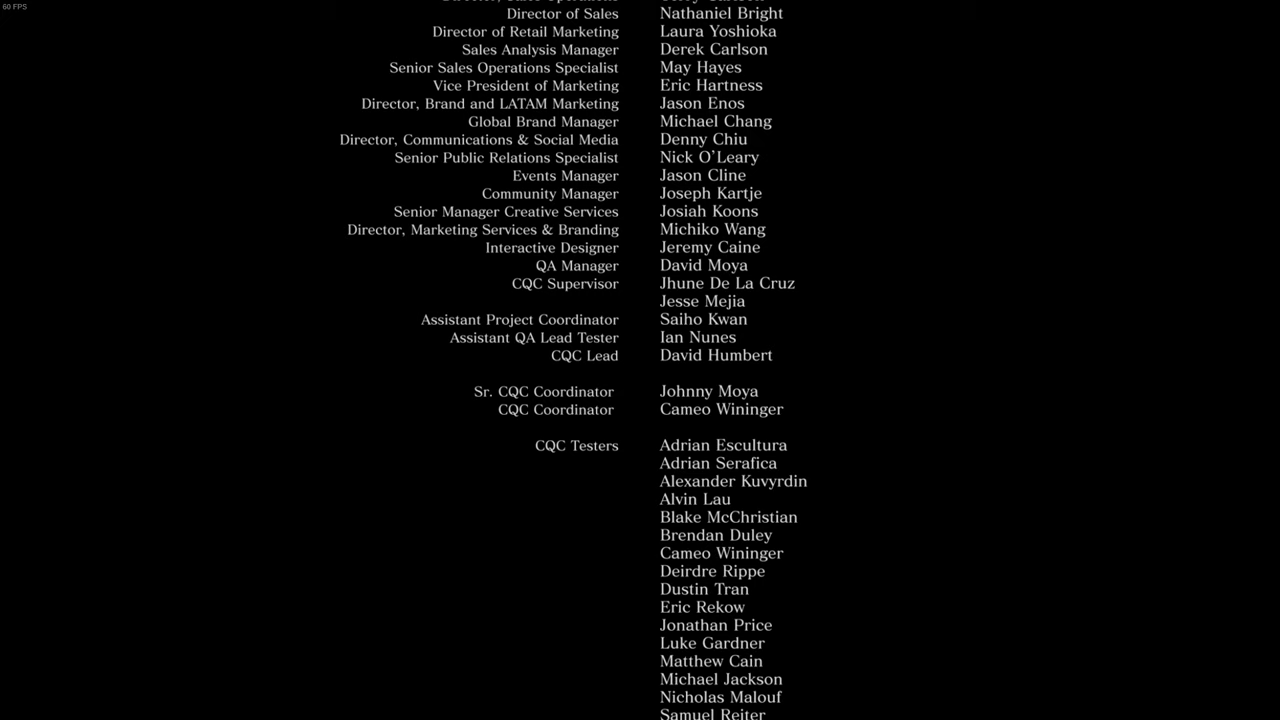 60 FPS
Director of Sales Nathaniel Bright
Director of Retail Marketing Laura Yoshioka
Sales Analysis Manager Derek Carlson
Senior Sales Operations Specialist May Hayes
Vice President of Marketing Eric Hartness
Director, Brand and LATAM Marketing Jason Enos
Global Brand Manager Michael Chang
Director, Communications & Social Media Denny Chiu
Senior Public Relations Specialist Nick O'Leary
Events Manager Jason Cline
Community Manager Joseph Kartje
Senior Manager Creative Services Josiah Koons
Director, Marketing Services & Branding Michiko Wang
Interactive Designer Jeremy Caine
QA Manager David Moya
CQC Supervisor Jhune De La Cruz
Jesse Mejia
Assistant Project Coordinator Saiho Kwan
Assistant QA Lead Tester Ian Nunes
CQC Lead David Humbert
Sr. CQC Coordinator Johnny Moya
CQC Coordinator Cameo Wininger
CQC Testers Adrian Escultura
Adrian Serafica
Alexander Kuvyrdin
Alvin Lau
Blake McChristian
Brendan Duley
Cameo Wininger
Deirdre Rippe
Dustin Tran
Eric Rekow
Jonathan Price
Luke Gardner
Matthew Cain
Michael Jackson
Nicholas Malouf
Samuel Reiter